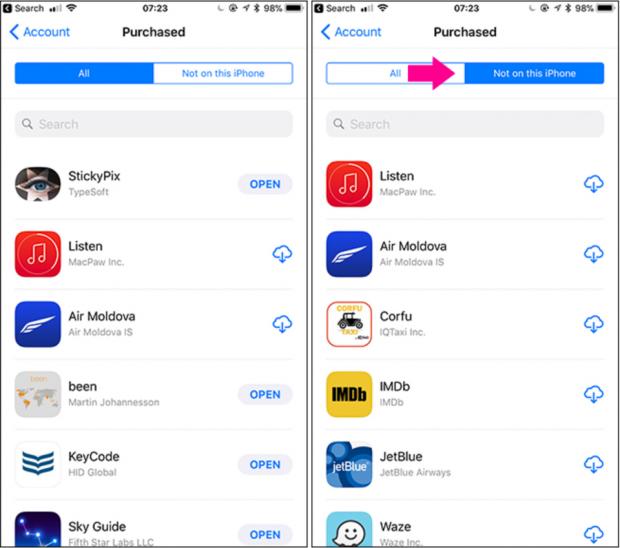 Search 07:23 98%
Account Purchased
All Not on this iPhone
Search
StickyPix
TypeSoft
OPEN
Listen
MacPaw Inc.
Air Moldova
Air Moldova IS
been
been
Martin Johannesson
OPEN
KeyCode
HID Global
OPEN
Sky Guide
Fifth Star Labs LLC
OPEN
Search 07:23 98%
Account Purchased
All Not on this iPhone
Search
Listen
MacPaw Inc.
Air Moldova
Air Moldova IS
CORFU
TAXI
Corfu
IQTaxi Inc.
IMDb
IMDb
IMDb
jetBlue
JetBlue
JetBlue Airways
Waze
Waze Inc.